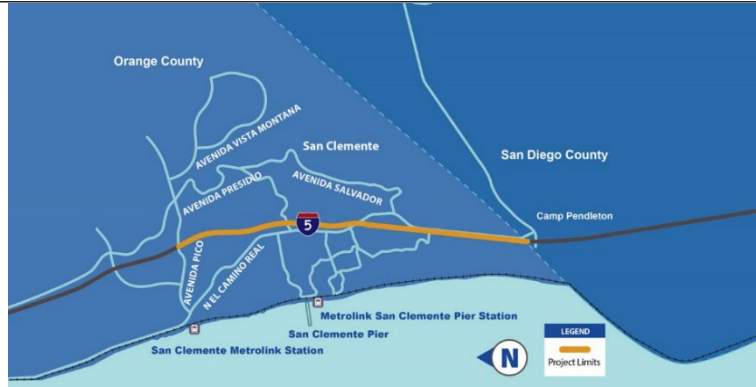 Orange County
AVENIDA VISTA MONTANA
San Clemente
San Diego County
AVENIDA PRESIDIO
AVENIDA SALVADOR
Camp Pendleton
5
AVENIDA PICO
N EL CAMINO REAL
Metrolink San Clemente Pier Station
San Clemente Pier
San Clemente Metrolink Station
N
LEGEND
Project Limits